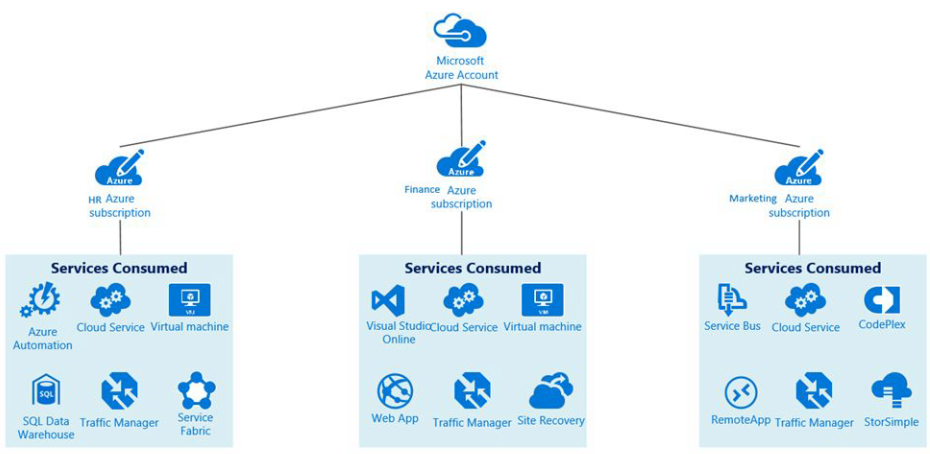 Microsoft
Azure Account
Azure
HR Azure
subscription
Azure
Finance Azure
subscription
Azure
Marketing Azure
subscription
Services Consumed
Azure
Automation
Cloud Service
Virtual machine
SQL
SQL Data
Warehouse
Traffic Manager
Service
Fabric
Services Consumed
Visual Studio
Online
Cloud Service
Virtual machine
Web App
Traffic Manager
Site Recovery
Services Consumed
Service Bus
Cloud Service
CodePlex
RemoteApp
Traffic Manager
StorSimple